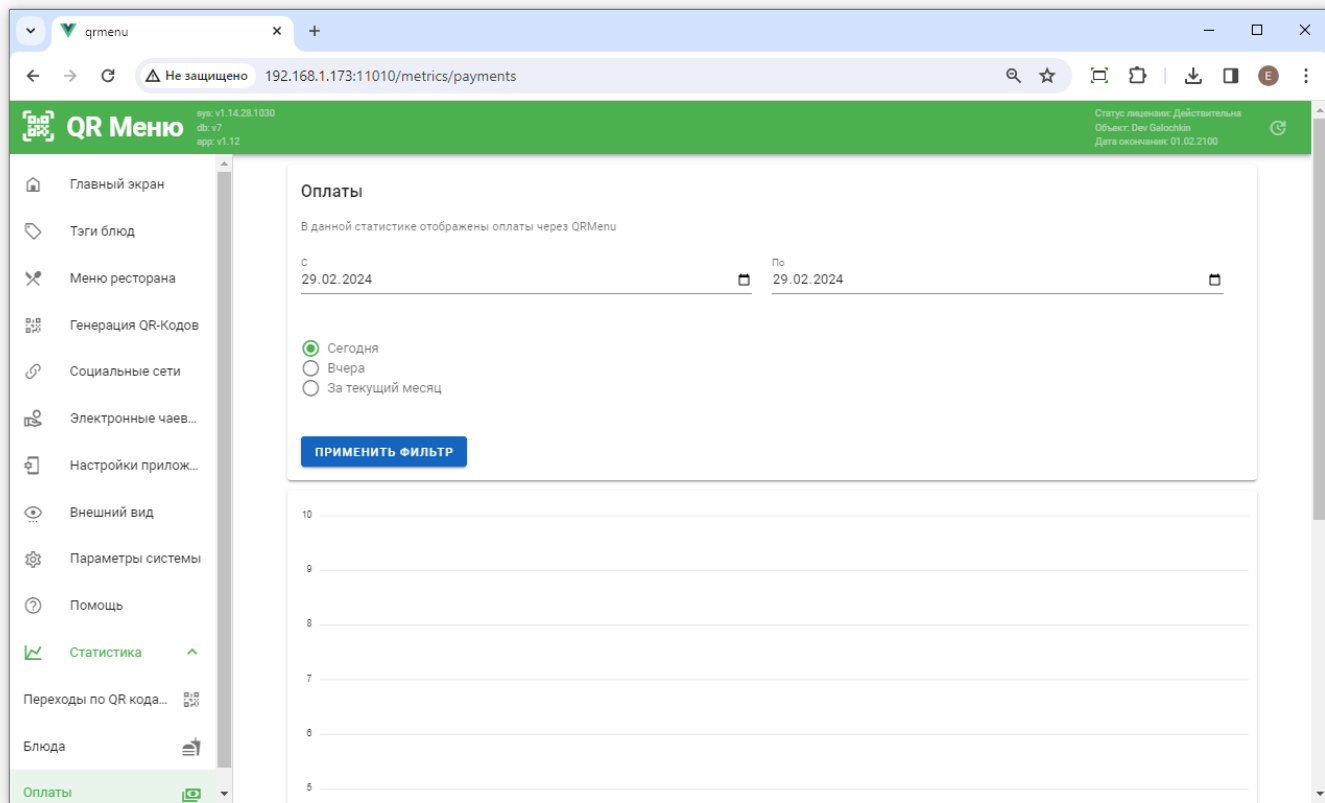 qrmenu
Не защищено 192.168.1.173:11010/metrics/payments
E
QR Меню
sys: v1.14.28.1030
db: v7
app: v1.12
Статус лицензии: Действительна
Объект: Dev Galochkin
Дата окончания: 01.02.2100
Главный экран
Тэги блюд
Меню ресторана
Генерация QR-Кодов
Социальные сети
Электронные чаев...
Настройки прилож...
Внешний вид
Параметры системы
Помощь
Статистика
Переходы по QR кода...
Блюда
Оплаты
Оплаты
В данной статистике отображены оплаты через QRMenu
С
29.02.2024
По
29.02.2024
Сегодня
Вчера
За текущий месяц
ПРИМЕНИТЬ ФИЛЬТР
10
9
8
7
6
5